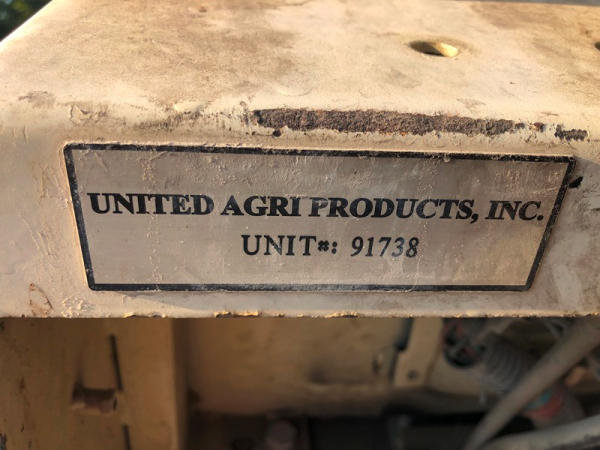 UNITED AGRI PRODUCTS, INC.
UNIT#: 91738